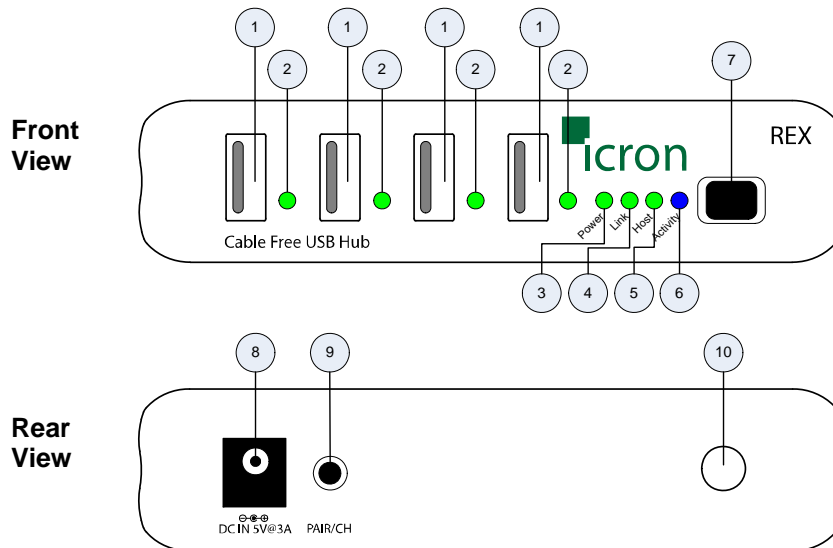 1 1 1 1
2 2 2 2 7
Front
View
icron
REX
Power Link Host Activity
Cable Free USB Hub
3 4 5 6
8 9 10
Rear
View
DC IN 5V@3A PAIR/CH